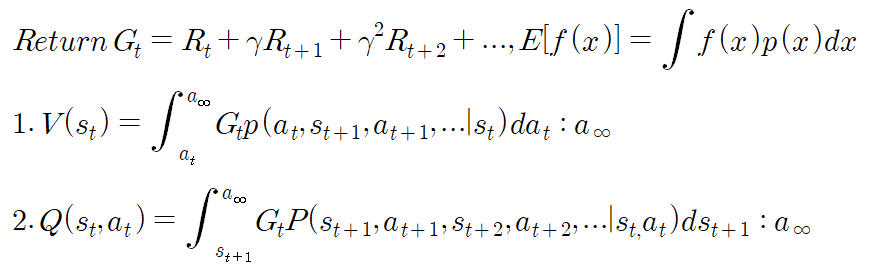 Return G_t = R_t + γR_{t+1} + γ²R_{t+2} + ..., E[f(x)] = ∫ f(x)p(x)dx
1. V(s_t) = ∫_{a_t}^{a_∞} G_t p(a_t, s_{t+1}, a_{t+1}, ...|s_t)da_t : a_∞
2. Q(s_t, a_t) = ∫_{s_{t+1}}^{a_∞} G_t P(s_{t+1}, a_{t+1}, s_{t+2}, a_{t+2}, ...|s_t, a_t)ds_{t+1} : a_∞